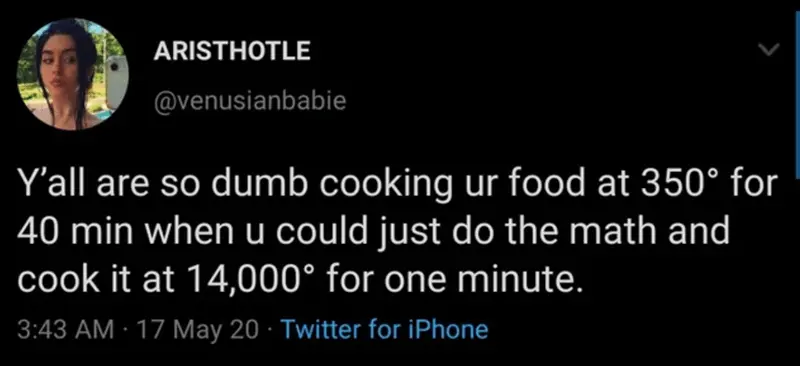 ARISTHOTLE
@venusianbabie
Y’all are so dumb cooking ur food at 350° for
40 min when u could just do the math and
cook it at 14,000° for one minute.
3:43 AM · 17 May 20 · Twitter for iPhone